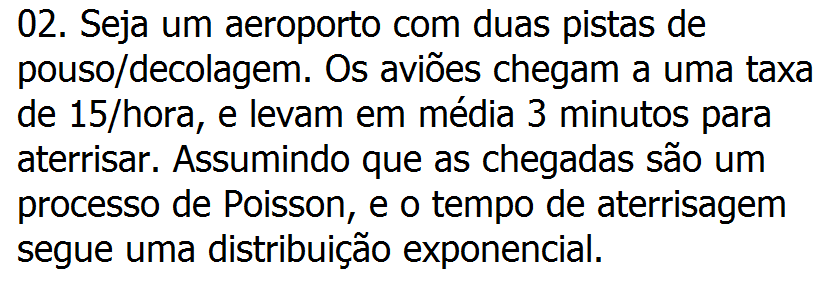 02. Seja um aeroporto com duas pistas de
pouso/decolagem. Os aviões chegam a uma taxa
de 15/hora, e levam em média 3 minutos para
aterrisar. Assumindo que as chegadas são um
processo de Poisson, e o tempo de aterrisagem
segue uma distribuição exponencial.